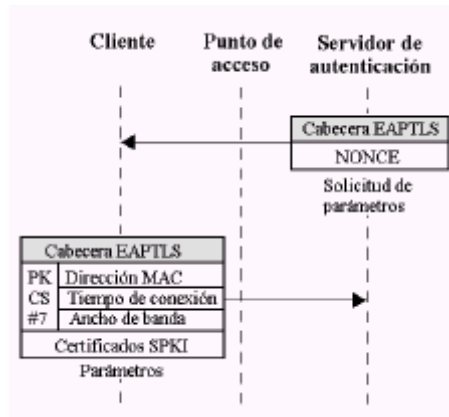 Cliente
Punto de
acceso
Servidor de
autenticación
Cabecera EAPTLS
NONCE
Solicitud de
parámetros
Cabecera EAPTLS
PK Dirección MAC
CS Tiempo de conexión
#7 Ancho de banda
Certificados SPKI
Parámetros